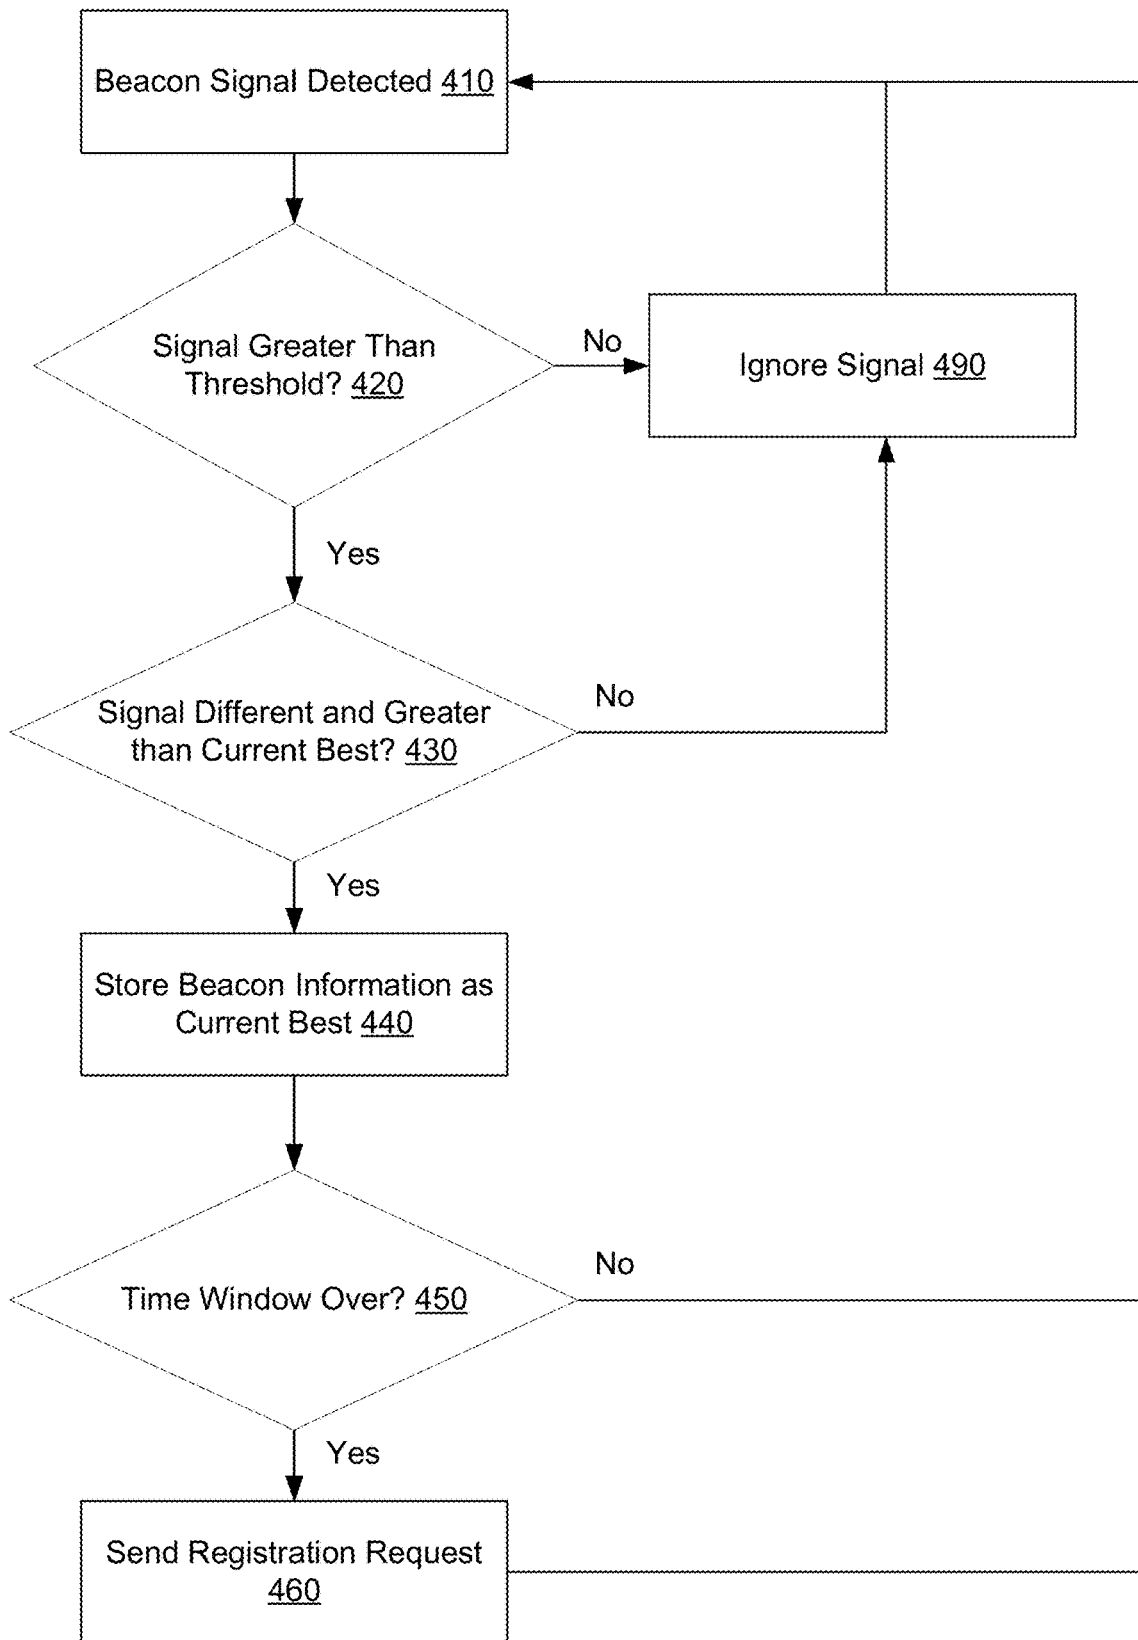 Beacon Signal Detected 410
Signal Greater Than
Threshold? 420
No
Ignore Signal 490
Yes
Signal Different and Greater
than Current Best? 430
No
Yes
Store Beacon Information as
Current Best 440
Time Window Over? 450
No
Yes
Send Registration Request
460